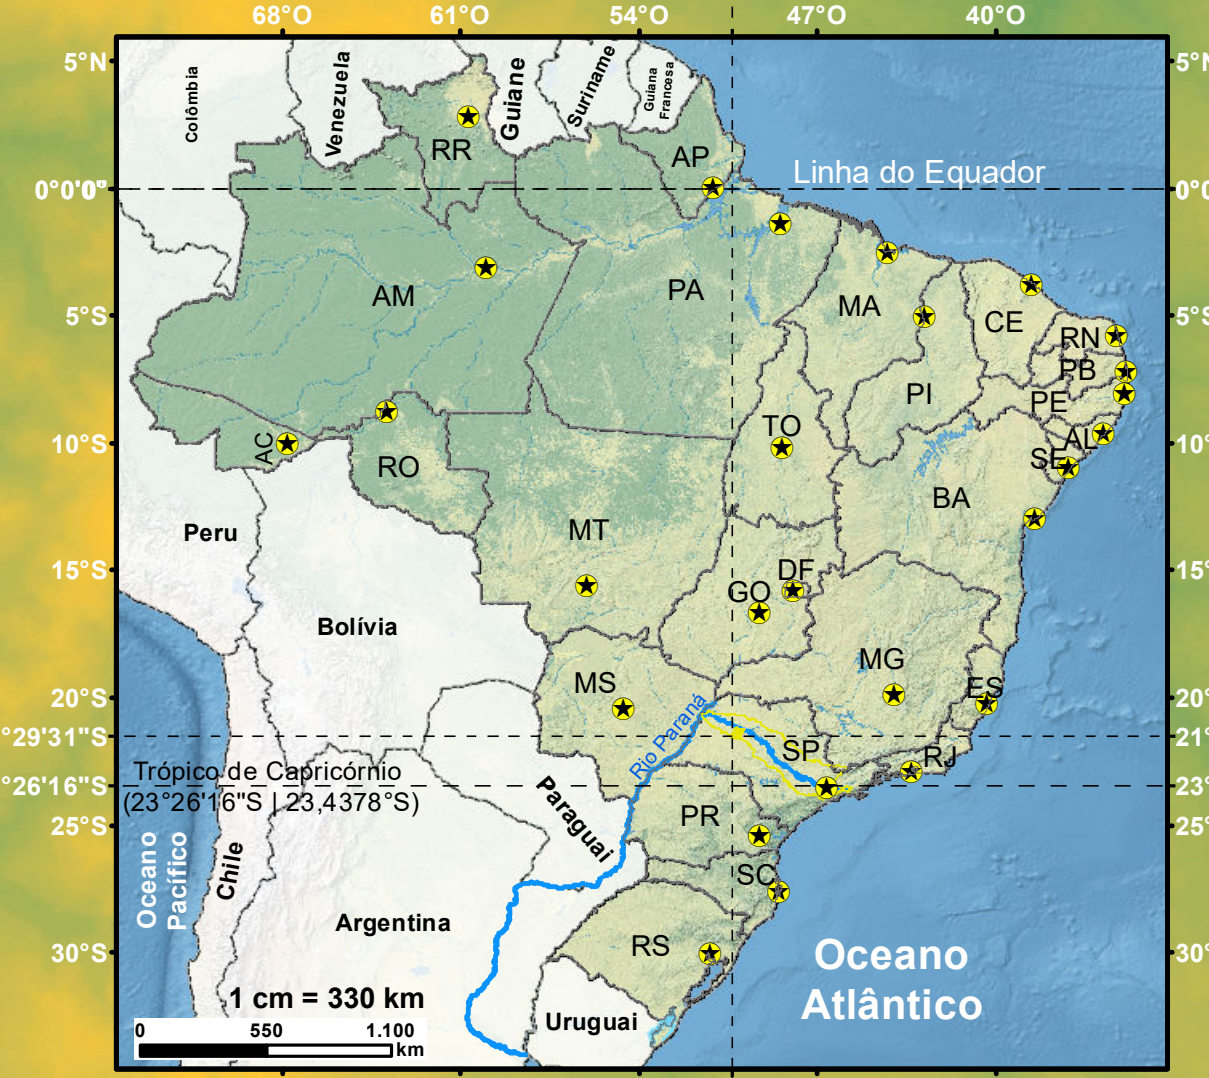 68°O 61°O 54°O 47°O 40°O
5°N
5°N
Colômbia
Venezuela
Guiane
Suriname
Guiana
Francesa
RR
AP
Linha do Equador
0°0'0"
0°0
AM
PA
MA
CE
RN
PB
PE
PI
AL
SE
5°S
5°S
TO
BA
AC
RO
10°S
10°
MT
Peru
15°S
15°
DF
GO
Bolívia
MG
ES
MS
20°S
20°
Rio Paraná
°29'31"S
21°
SP
RJ
Trópico de Capricórnio
(23°26'16"S | 23,4378°S)
°26'16"S
23°
Paraguai
PR
25°S
25°
Oceano
Pacífico
Chile
SC
Argentina
RS
30°S
30°
Oceano
Atlântico
1 cm = 330 km
0 550 1.100
km
Uruguai